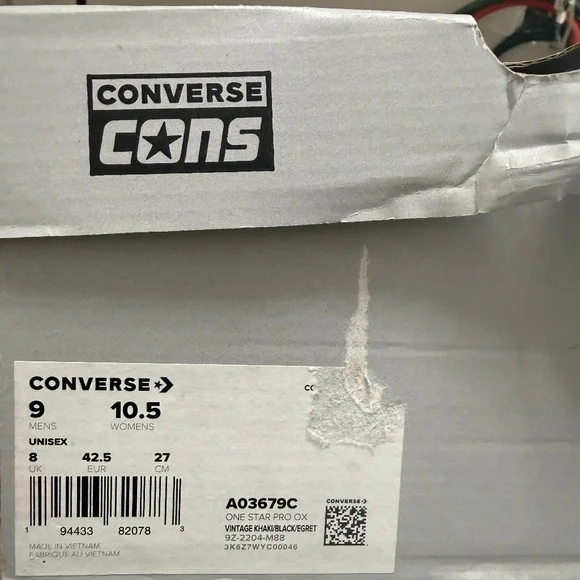 CONVERSE
CONS
CONVERSE
9 10.5
MENS WOMENS
UNISEX
8 42.5 27
UK EUR CM
1 94433 82078 3
MADE IN VIETNAM
FABRIQUE AU VIETNAM
A03679C
ONE STAR PRO OX
VINTAGE KHAKI/BLACK/EGRET
9Z-2204-M88
3K6Z7WYC00046
CONVERSE